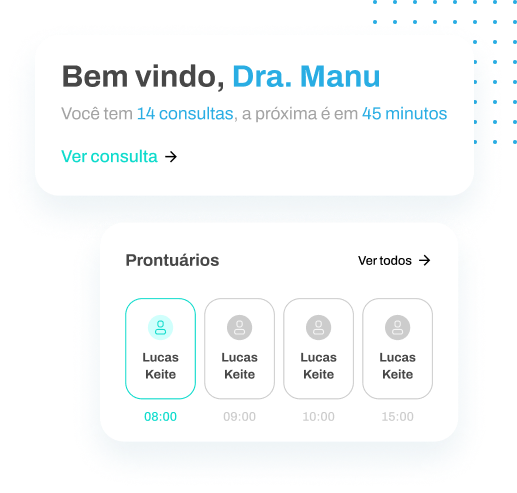 Bem vindo, Dra. Manu
Você tem 14 consultas, a próxima é em 45 minutos
Ver consulta
Prontuários
Ver todos
Lucas
Keite
08:00
Lucas
Keite
09:00
Lucas
Keite
10:00
Lucas
Keite
15:00